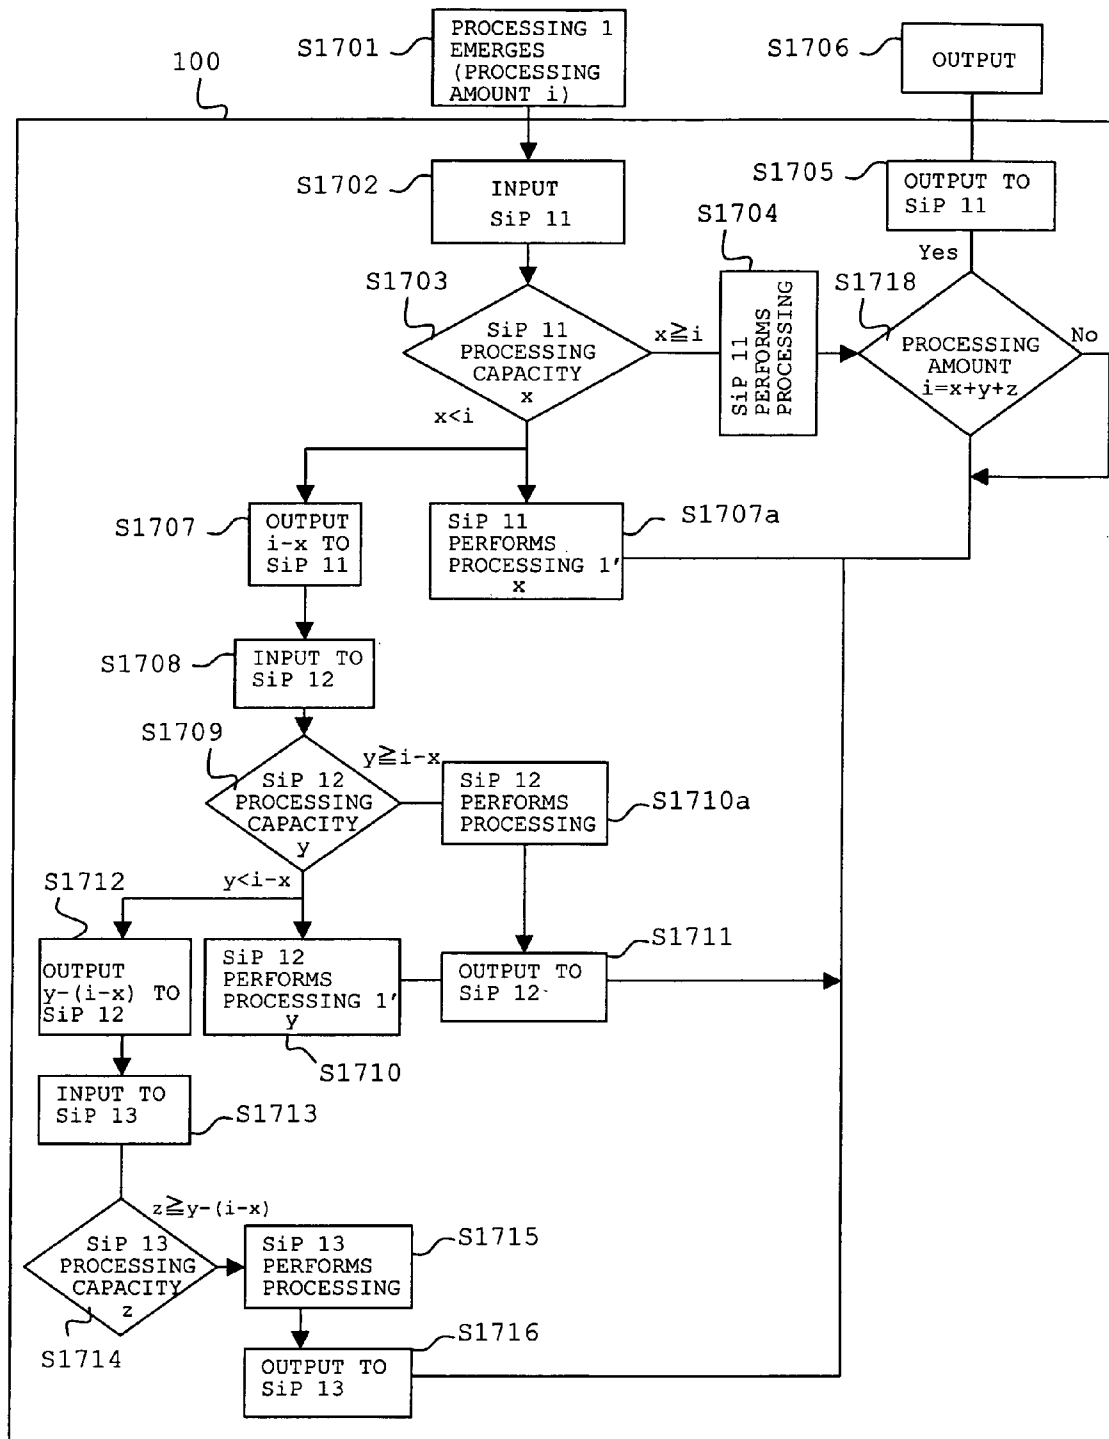 S1701
PROCESSING 1
EMERGES
(PROCESSING
AMOUNT i)
S1706
OUTPUT
100
S1702
INPUT
SiP 11
S1705
OUTPUT TO
SiP 11
S1704
SiP 11
PERFORMS
PROCESSING
Yes
S1718
PROCESSING
AMOUNT
i=x+y+z
No
S1703
SiP 11
PROCESSING
CAPACITY
x
x≧i
x<i
S1707
OUTPUT
i-x TO
SiP 11
SiP 11
PERFORMS
PROCESSING 1'
x
S1707a
S1708
INPUT TO
SiP 12
S1709
SiP 12
PROCESSING
CAPACITY
y
y≧i-x
SiP 12
PERFORMS
PROCESSING
S1710a
y<i-x
S1712
OUTPUT
y-(i-x) TO
SiP 12
SiP 12
PERFORMS
PROCESSING 1'
y
S1710
OUTPUT TO
SiP 12
S1711
INPUT TO
SiP 13
S1713
z≧y-(i-x)
SiP 13
PROCESSING
CAPACITY
z
S1714
SiP 13
PERFORMS
PROCESSING
S1715
OUTPUT TO
SiP 13
S1716